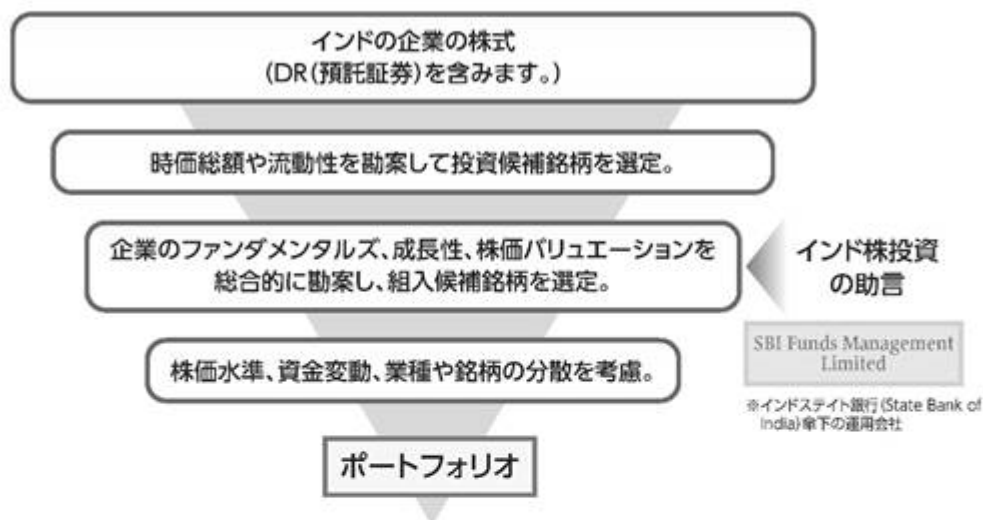 インドの企業の株式
(DR(預託証券)を含みます。)
時価総額や流動性を勘案して投資候補銘柄を選定。
企業のファンダメンタルズ、成長性、株価バリュエーションを
総合的に勘案し、組入候補銘柄を選定。
インド株投資
の助言
SBI Funds Management
Limited
※インドステイト銀行(State Bank of
India)傘下の運用会社
株価水準、資金変動、業種や銘柄の分散を考慮。
ポートフォリオ